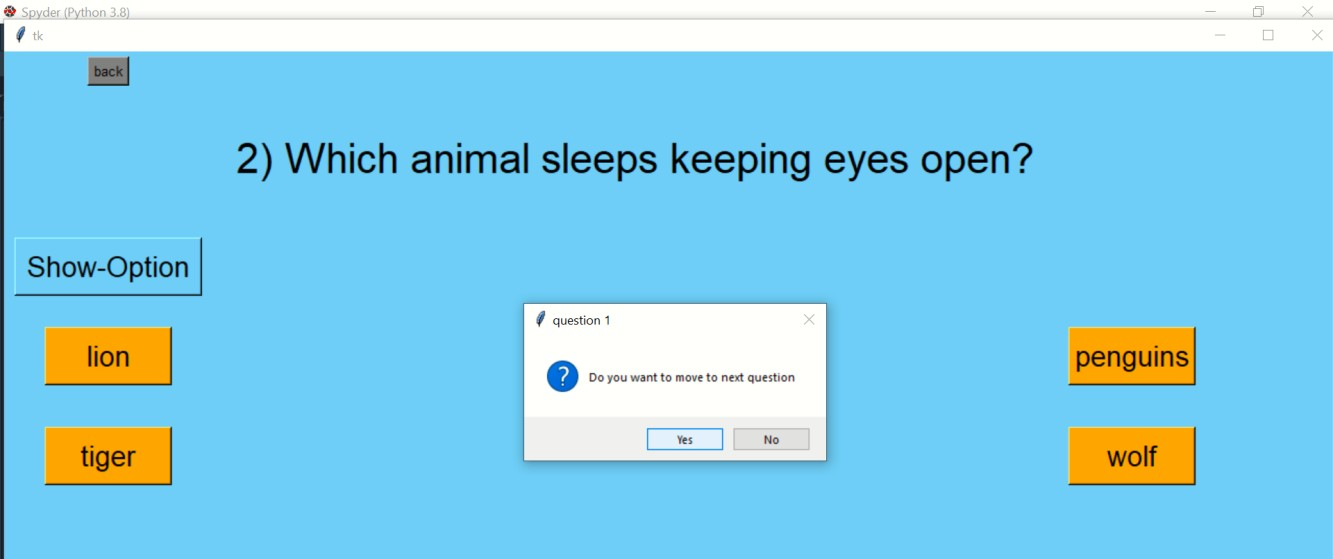 Spyder (Python 3.8)
tk
back
2) Which animal sleeps keeping eyes open?
Show-Option
question 1
Do you want to move to next question
Yes No
lion penguins
tiger wolf